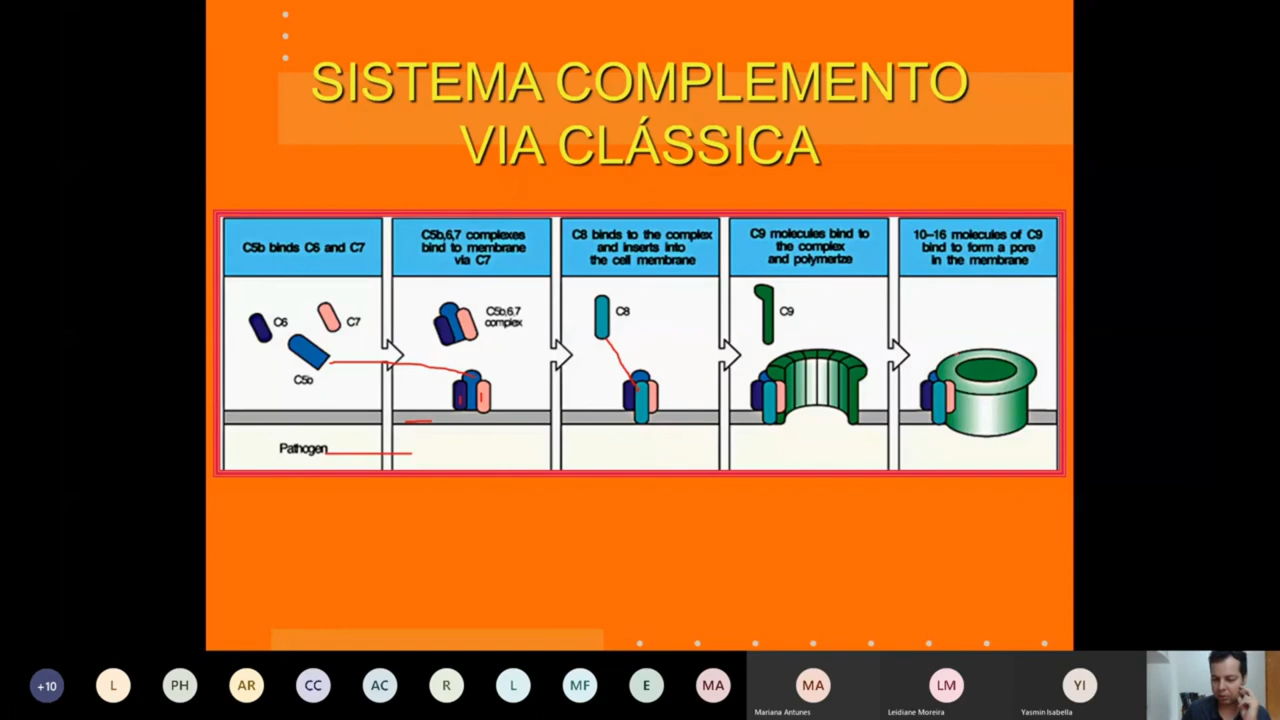 SISTEMA COMPLEMENTO
VIA CLÁSSICA
C5b binds C6 and C7
C5b,6,7 complexes
bind to membrane
via C7
C8 binds to the complex
and inserts into
the cell membrane
C9 molecules bind to
the complex
and polymerize
10–16 molecules of C9
bind to form a pore
in the membrane
C6
C7
C5b
Pathogen
C5b,6,7
complex
C8
C9
+10
L
PH
AR
CC
AC
R
L
MF
E
MA
MA
Mariana Antunes
LM
Leidiane Moreira
YI
Yasmin Isabella